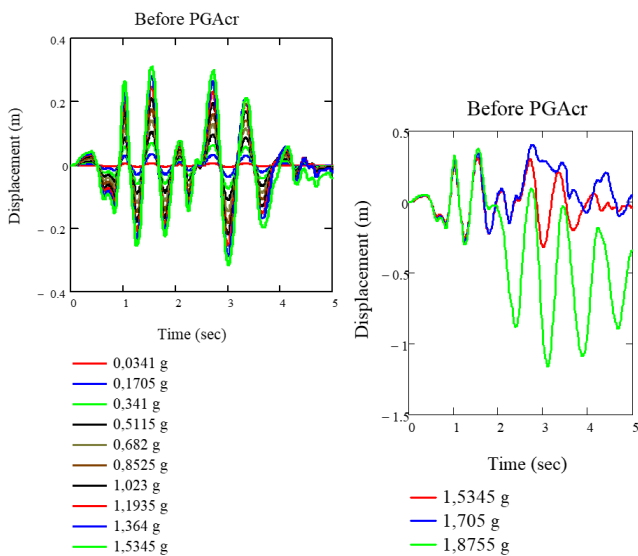 Before PGAcr
Displacement (m)
0.4
0.2
0
− 0.2
− 0.4
0
1
2
3
4
5
Time (sec)
0,0341 g
0,1705 g
0,341 g
0,5115 g
0,682 g
0,8525 g
1,023 g
1,1935 g
1,364 g
1,5345 g
Before PGAcr
Displacement (m)
0.5
0
− 0.5
− 1
− 1.5
0
1
2
3
4
5
Time (sec)
1,5345 g
1,705 g
1,8755 g